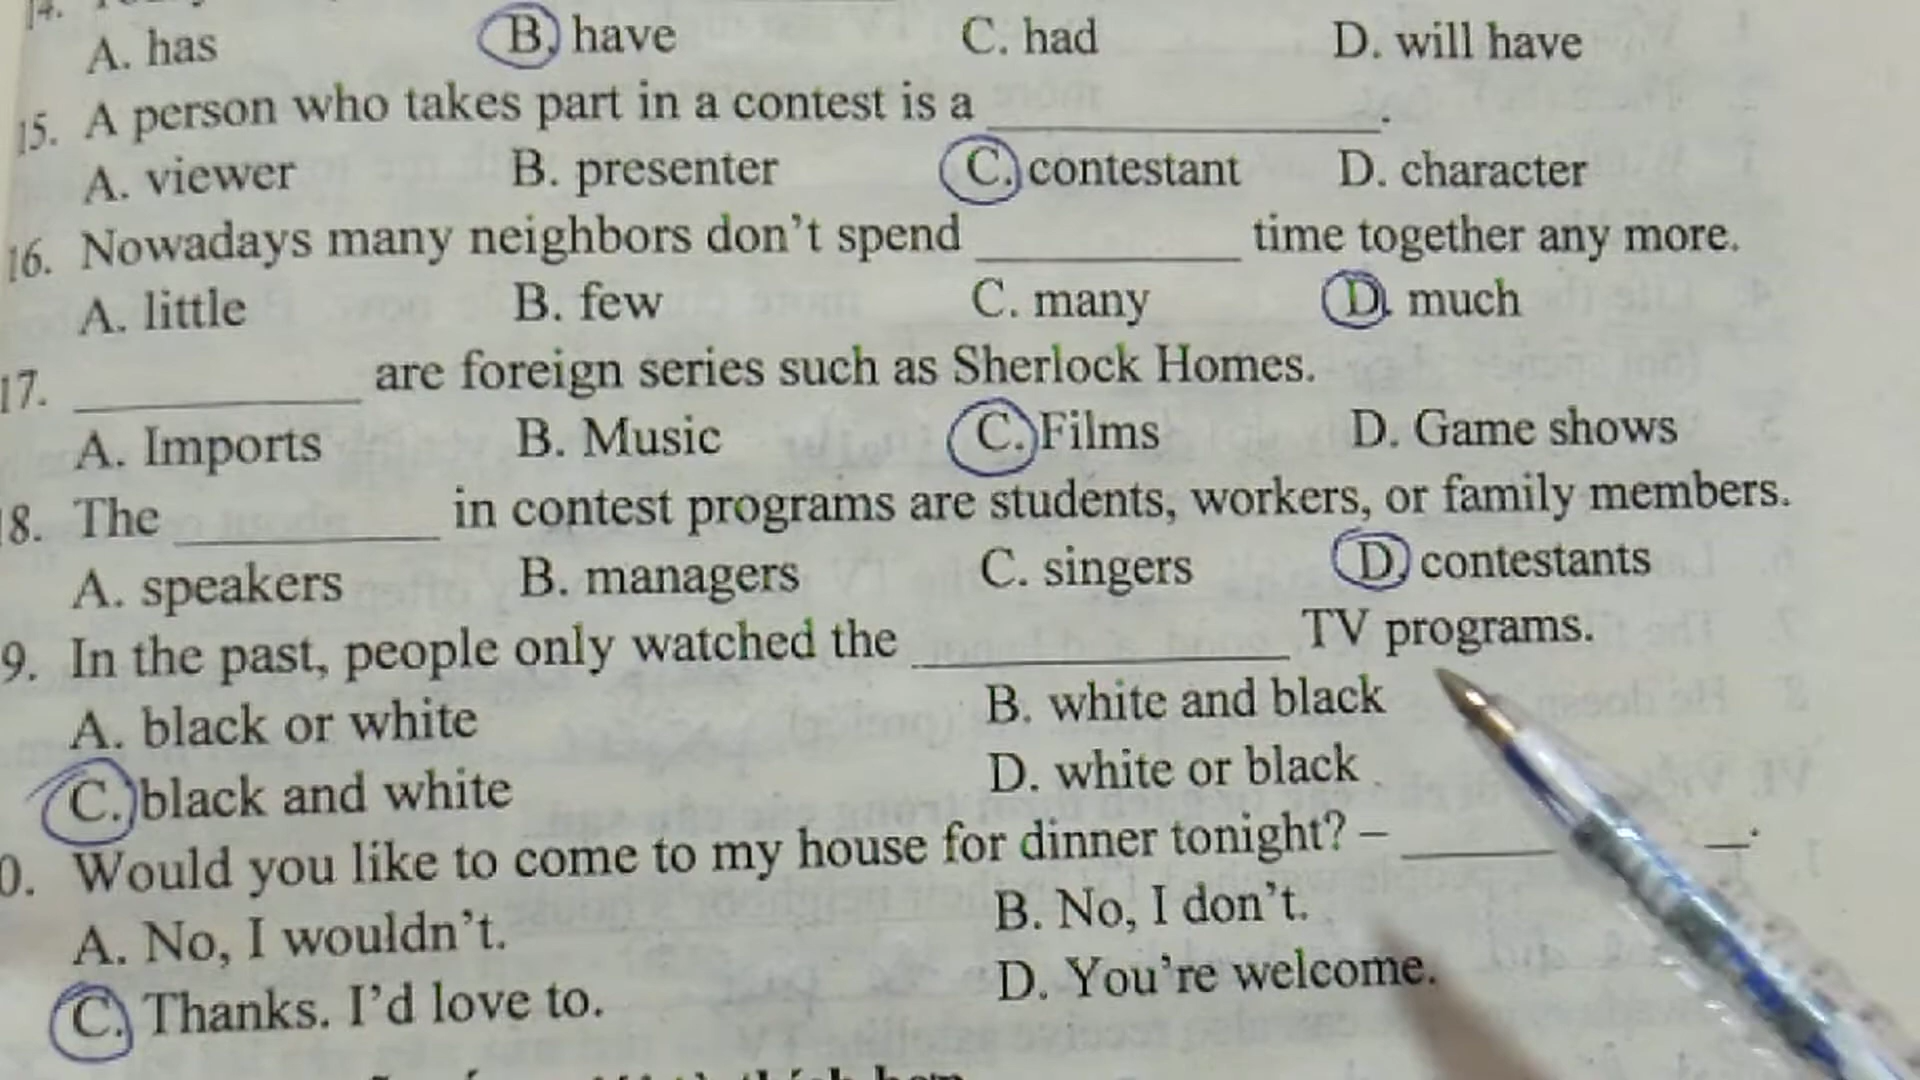 14.
A. has B. have C. had D. will have
15. A person who takes part in a contest is a ____________.
A. viewer B. presenter C. contestant D. character
16. Nowadays many neighbors don't spend ________ time together any more.
A. little B. few C. many D. much
17. ________ are foreign series such as Sherlock Homes.
A. Imports B. Music C. Films D. Game shows
8. The ________ in contest programs are students, workers, or family members.
A. speakers B. managers C. singers D. contestants
9. In the past, people only watched the ____________ TV programs.
A. black or white B. white and black
C. black and white D. white or black
0. Would you like to come to my house for dinner tonight? – ________.
A. No, I wouldn't. B. No, I don't.
C. Thanks. I'd love to. D. You're welcome.